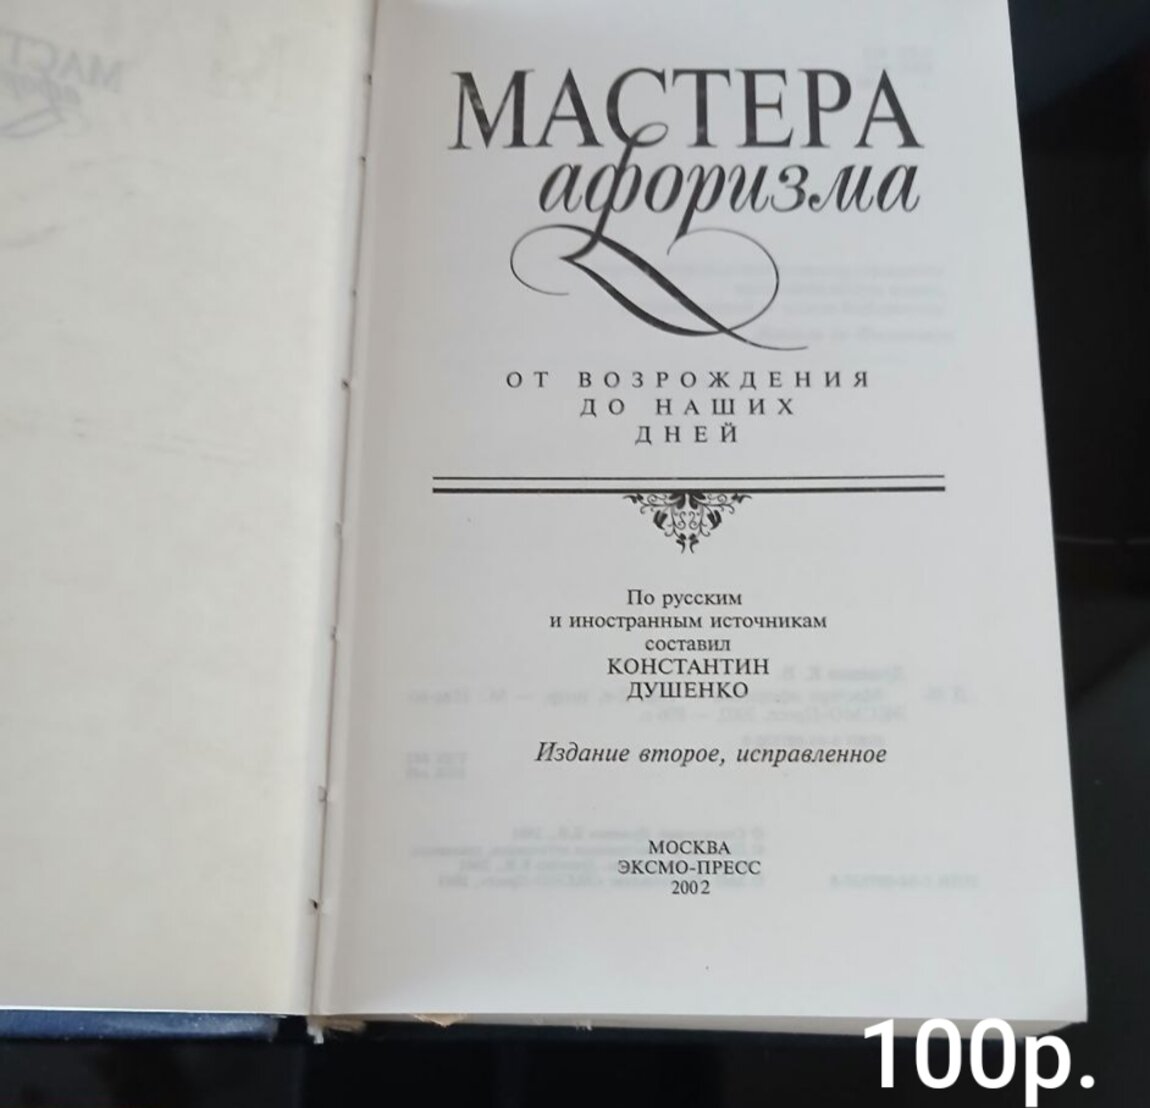 МАСТЕРА
афоризма
ОТ ВОЗРОЖДЕНИЯ
ДО НАШИХ
ДНЕЙ
По русским
и иностранным источникам
составил
КОНСТАНТИН
ДУШЕНКО
Издание второе, исправленное
МОСКВА
ЭКСМО-ПРЕСС
2002
100р.